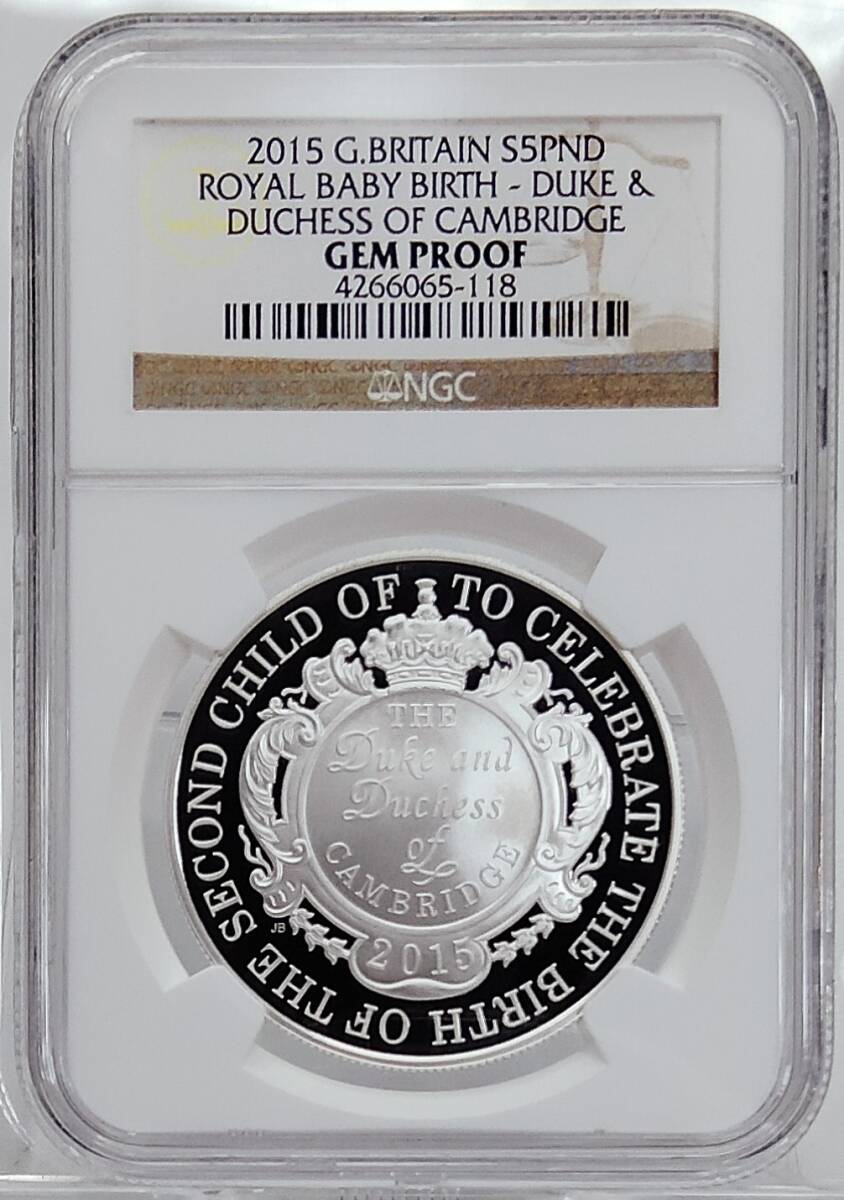 2015 G.BRITAIN S5PND
ROYAL BABY BIRTH - DUKE &
DUCHESS OF CAMBRIDGE
GEM PROOF
4266065-118
NGC
TO CELEBRATE THE BIRTH OF THE SECOND CHILD OF
THE
Duke and
Duchess
of
CAMBRIDGE
2015
JB